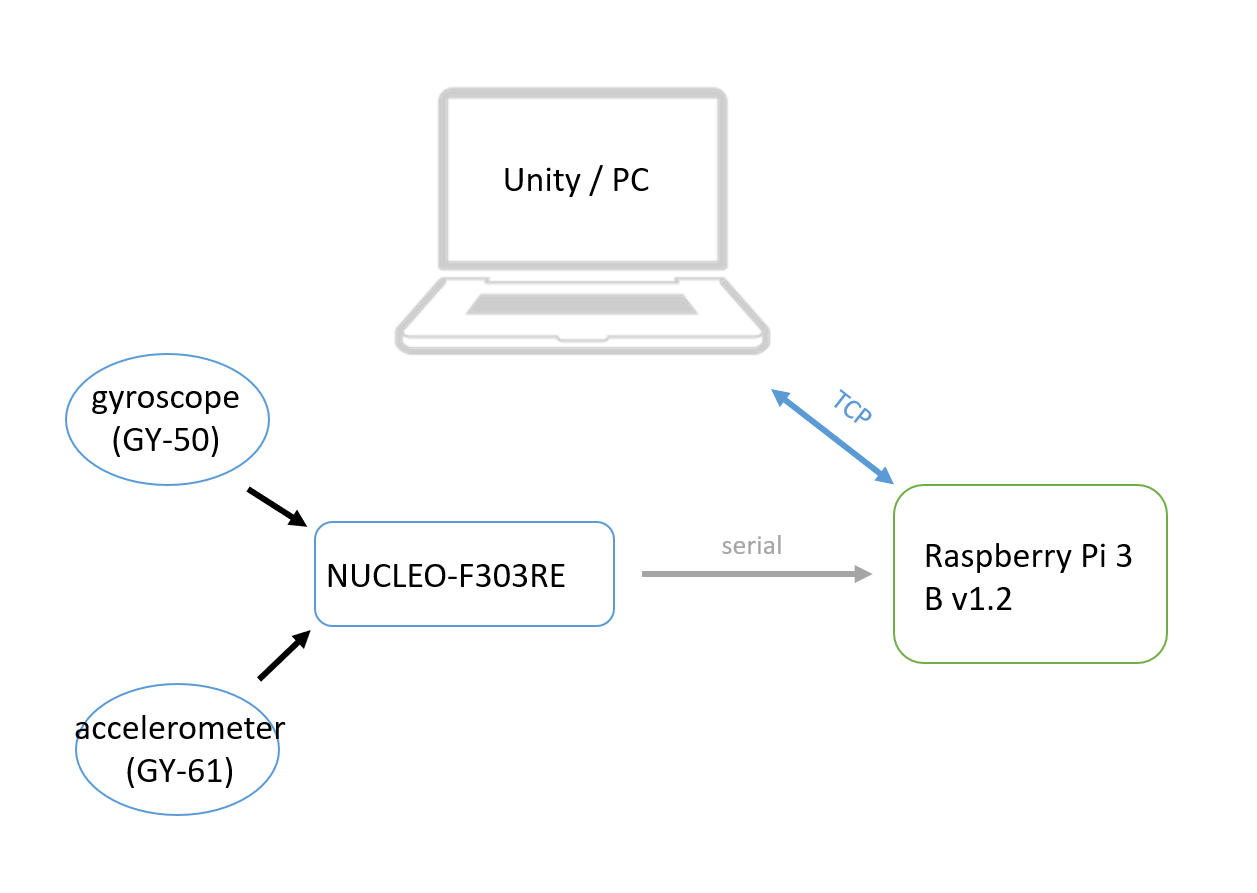 Unity / PC
gyroscope
(GY-50)
TCP
NUCLEO-F303RE
serial
Raspberry Pi 3
B v1.2
accelerometer
(GY-61)